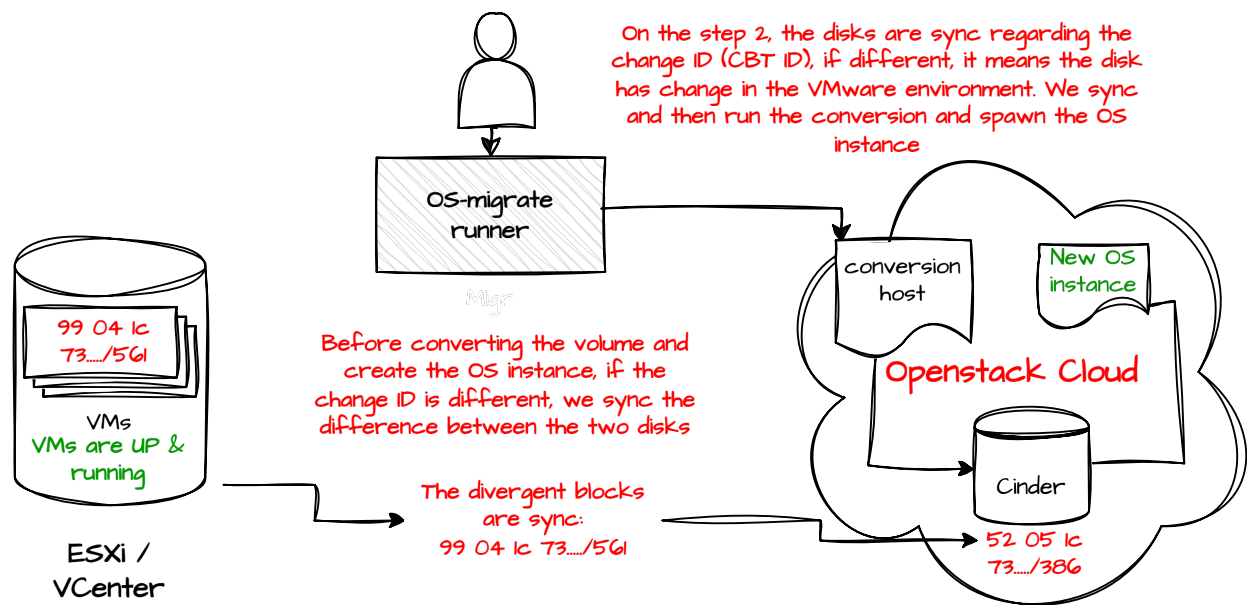 On the step 2, the disks are sync regarding the
change ID (CBT ID), if different, it means the disk
has change in the VMware environment. We sync
and then run the conversion and spawn the OS
instance
OS-migrate
runner
Migr
conversion
host
New OS
instance
99 04 1c
73...../561
VMs
VMs are UP &
running
Before converting the volume and
create the OS instance, if the
change ID is different, we sync the
difference between the two disks
Openstack Cloud
Cinder
The divergent blocks
are sync:
99 04 1c 73...../561
52 05 1c
73...../386
ESXi /
VCenter